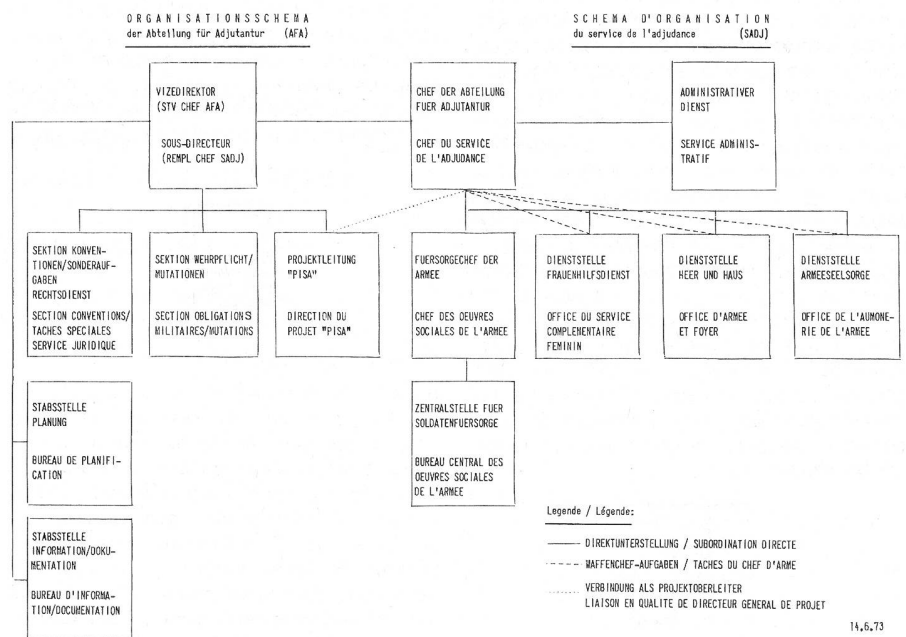 ORGANISATIONSSCHEMA
der Abteilung für Adjutantur (AFA)
SCHEMA D'ORGANISATION
du service de l'adjudance (SADJ)
VIZEDIREKTOR
(STV CHEF AFA)
SOUS-DIRECTEUR
(REMPL CHEF SADJ)
CHEF DER ABTEILUNG
FUER ADJUTANTUR
CHEF DU SERVICE
DE L'ADJUDANCE
ADMINISTRATIVER
DIENST
SERVICE ADMINIS-
TRATIF
SEKTION KONVEN-
TIONEN/SONDERAUF-
GABEN
RECHTSDIENST
SECTION CONVENTIONS/
TACHES SPECIALES
SERVICE JURIDIQUE
SEKTION WEHRPFLICHT/
MUTATIONEN
SECTION OBLIGATIONS
MILITAIRES/MUTATIONS
PROJEKTLEITUNG
"PISA"
DIRECTION DU
PROJET "PISA"
FUERSORGECHEF DER
ARMEE
CHEF DES OEUVRES
SOCIALES DE L'ARMEE
DIENSTSTELLE
FRAUENHILFSDIENST
OFFICE DU SERVICE
COMPLEMENTAIRE
FEMININ
DIENSTSTELLE
HEER UND HAUS
OFFICE D'ARMEE
ET FOYER
DIENSTSTELLE
ARMEESEELSORGE
OFFICE DE L'AUMONE-
RIE DE L'ARMEE
STABSSTELLE
PLANUNG
BUREAU DE PLANIFI-
CATION
ZENTRALSTELLE FUER
SOLDATENFUERSORGE
BUREAU CENTRAL DES
OEUVRES SOCIALES
DE L'ARMEE
STABSSTELLE
INFORMATION/DOKU-
MENTATION
BUREAU D'INFORMA-
TION/DOCUMENTATION
Legende / Légende:
DIREKTUNTERSTELLUNG / SUBORDINATION DIRECTE
WAFFENCHEF-AUFGABEN / TACHES DU CHEF D'ARME
VERBINDUNG ALS PROJEKTOBERLEITER
LIAISON EN QUALITE DE DIRECTEUR GENERAL DE PROJET
14.6.73